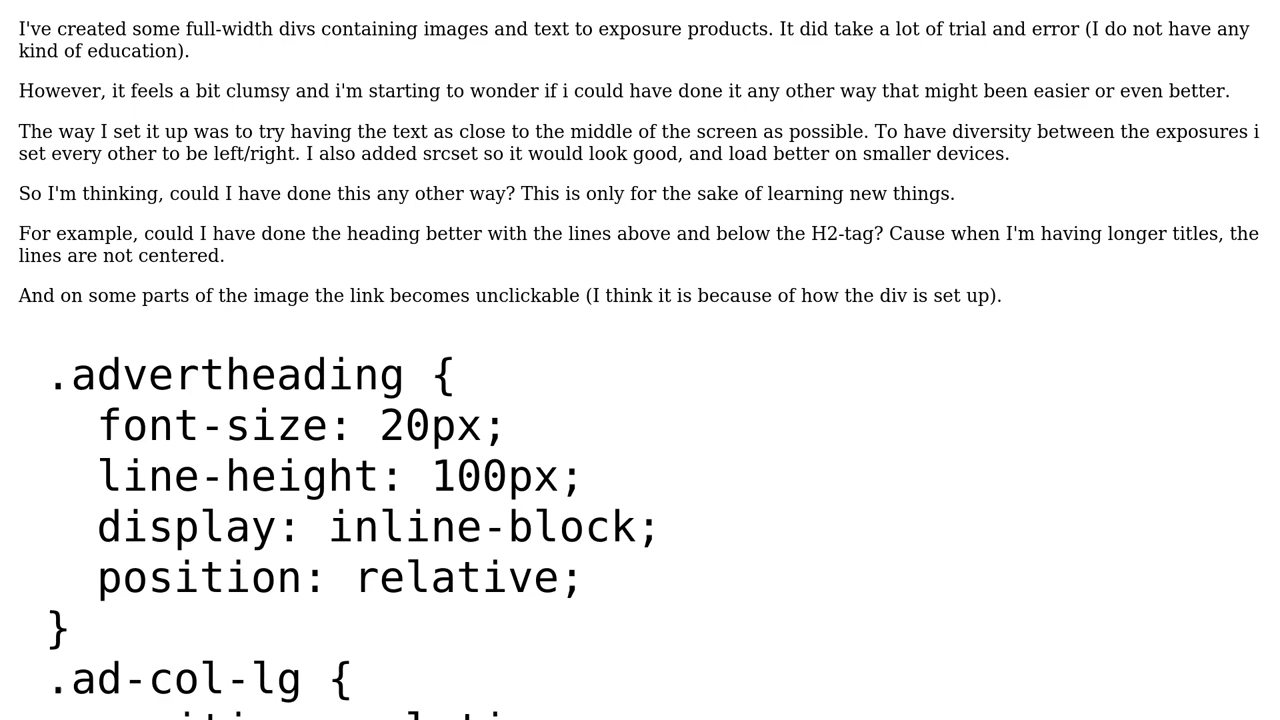 I've created some full-width divs containing images and text to exposure products. It did take a lot of trial and error (I do not have any
kind of education).
However, it feels a bit clumsy and i'm starting to wonder if i could have done it any other way that might been easier or even better.
The way I set it up was to try having the text as close to the middle of the screen as possible. To have diversity between the exposures i
set every other to be left/right. I also added srcset so it would look good, and load better on smaller devices.
So I'm thinking, could I have done this any other way? This is only for the sake of learning new things.
For example, could I have done the heading better with the lines above and below the H2-tag? Cause when I'm having longer titles, the
lines are not centered.
And on some parts of the image the link becomes unclickable (I think it is because of how the div is set up).
.advertheading {
  font-size: 20px;
  line-height: 100px;
  display: inline-block;
  position: relative;
}
.ad-col-lg {